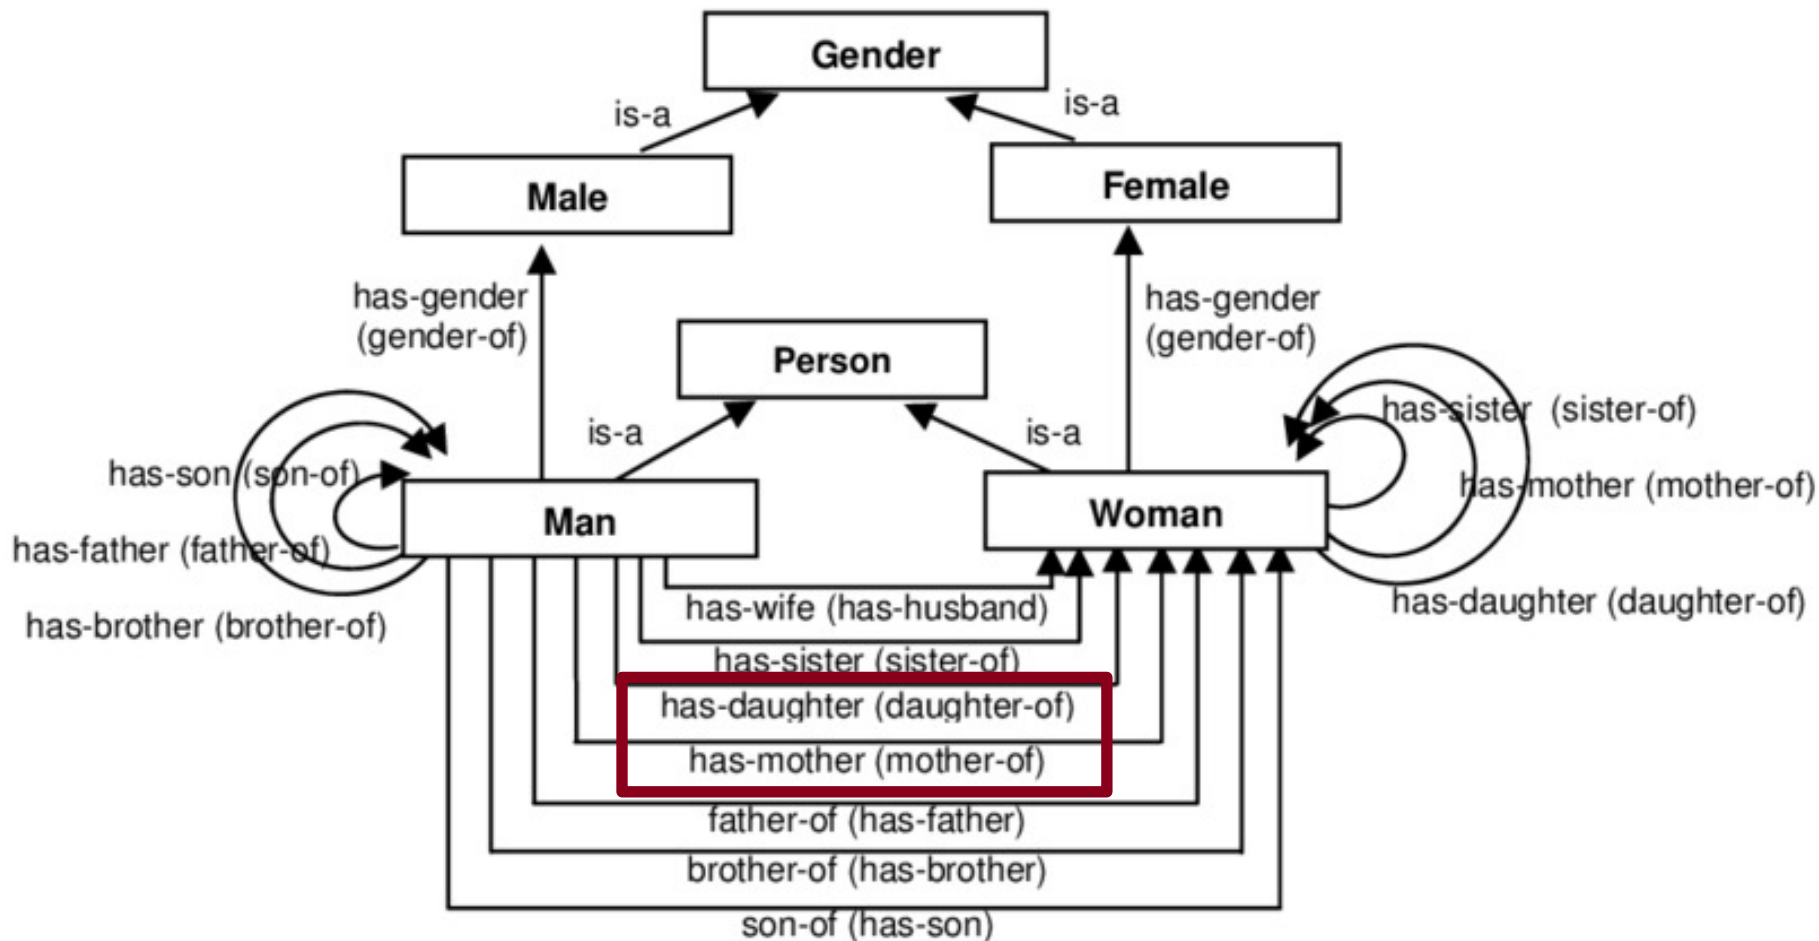 Gender
is-a
is-a
Male
Female
has-gender
(gender-of)
has-gender
(gender-of)
Person
is-a
is-a
has-sister (sister-of)
has-son (son-of)
has-mother (mother-of)
Man
Woman
has-father (father-of)
has-daughter (daughter-of)
has-brother (brother-of)
has-wife (has-husband)
has-sister (sister-of)
has-daughter (daughter-of)
has-mother (mother-of)
father-of (has-father)
brother-of (has-brother)
son-of (has-son)